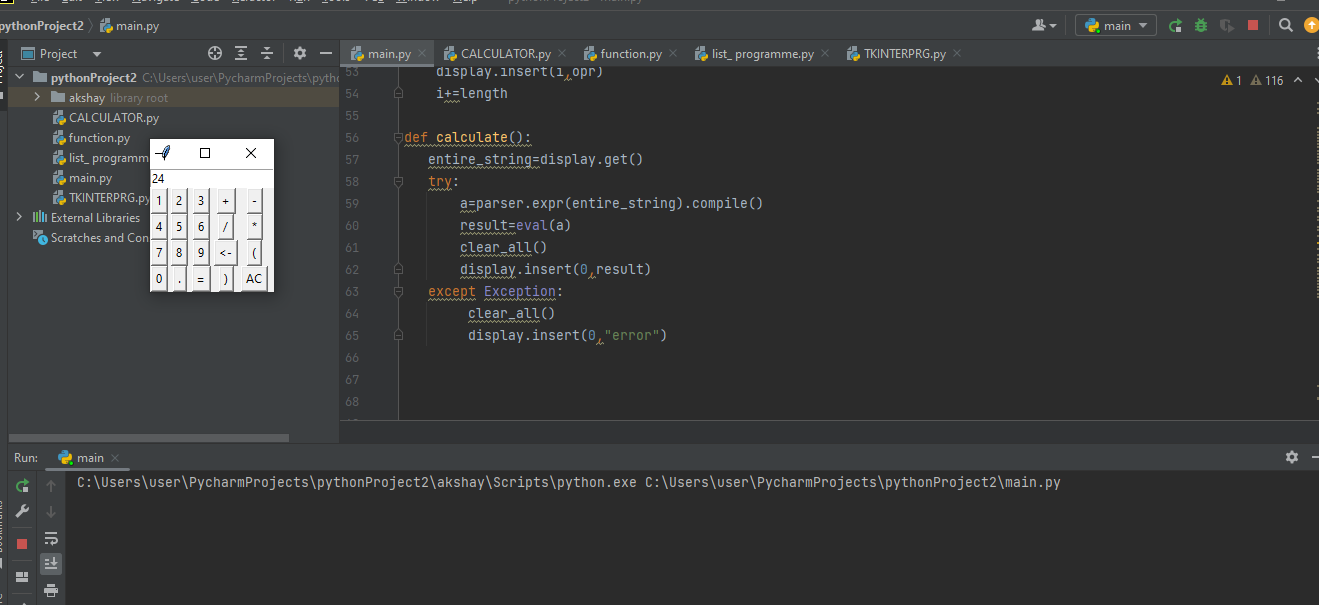 pythonProject2 main.py
main
Project
main.py CALCULATOR.py function.py list_ programme.py TKINTERPRG.py
pythonProject2 C:\Users\user\PycharmProjects\pytho
akshay library root
CALCULATOR.py
function.py
list_ programm
main.py
TKINTERPRG.py
External Libraries
Scratches and Con
24
1 2 3 + -
4 5 6 / *
7 8 9 <- (
0 . = ) AC
1 116
53 display.insert(i,opr)
54 i+=length
55
56 def calculate():
57 entire_string=display.get()
58 try:
59 a=parser.expr(entire_string).compile()
60 result=eval(a)
61 clear_all()
62 display.insert(0,result)
63 except Exception:
64 clear_all()
65 display.insert(0,"error")
66
67
68
Run: main
C:\Users\user\PycharmProjects\pythonProject2\akshay\Scripts\python.exe C:\Users\user\PycharmProjects\pythonProject2\main.py